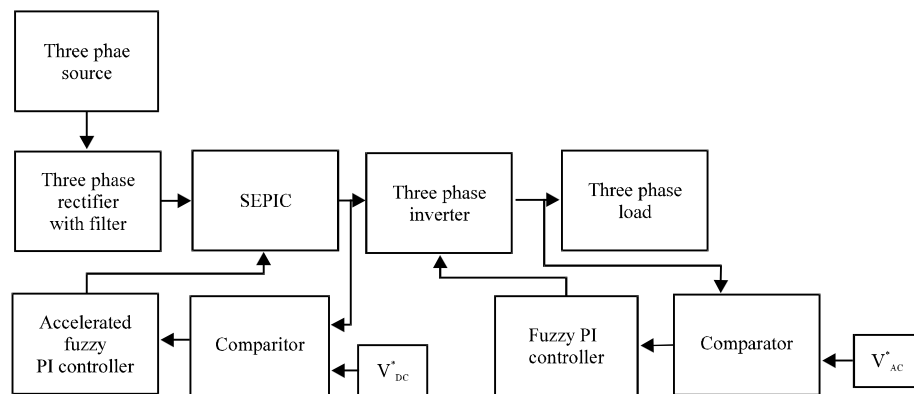 Three phae
source
Three phase
rectifier
with filter
SEPIC
Three phase
inverter
Three phase
load
Accelerated
fuzzy
PI controller
Comparitor
V*DC
Fuzzy PI
controller
Comparator
V*AC